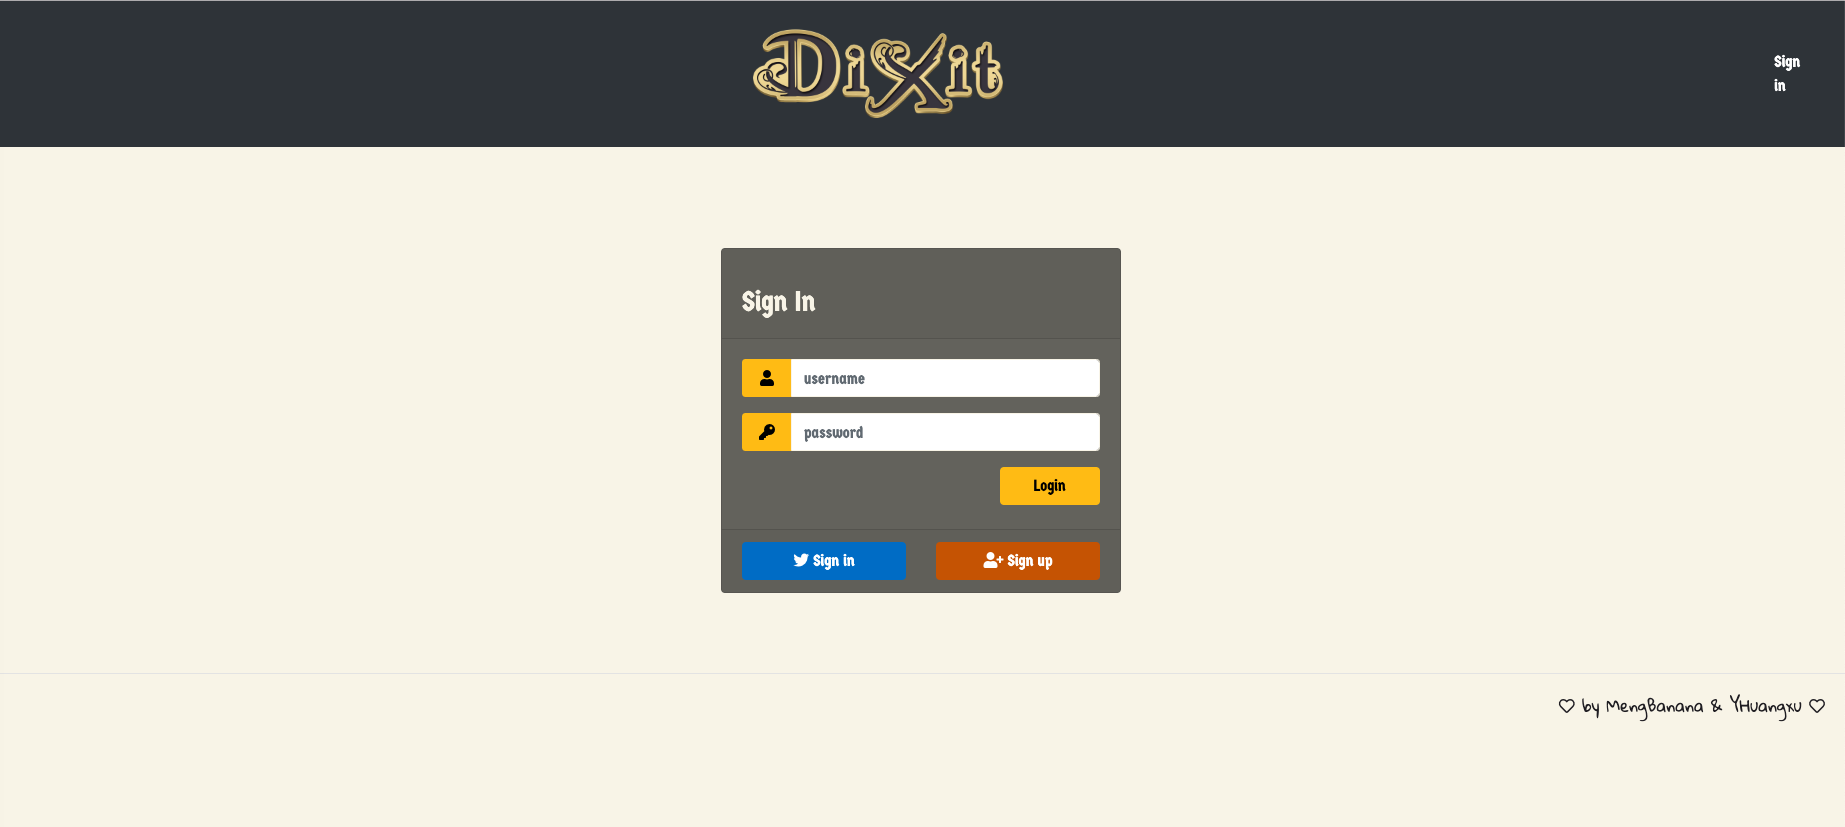 Dixit
Sign
in
Sign In
username
password
Login
Sign in
Sign up
by MengBanana & YHuangxu